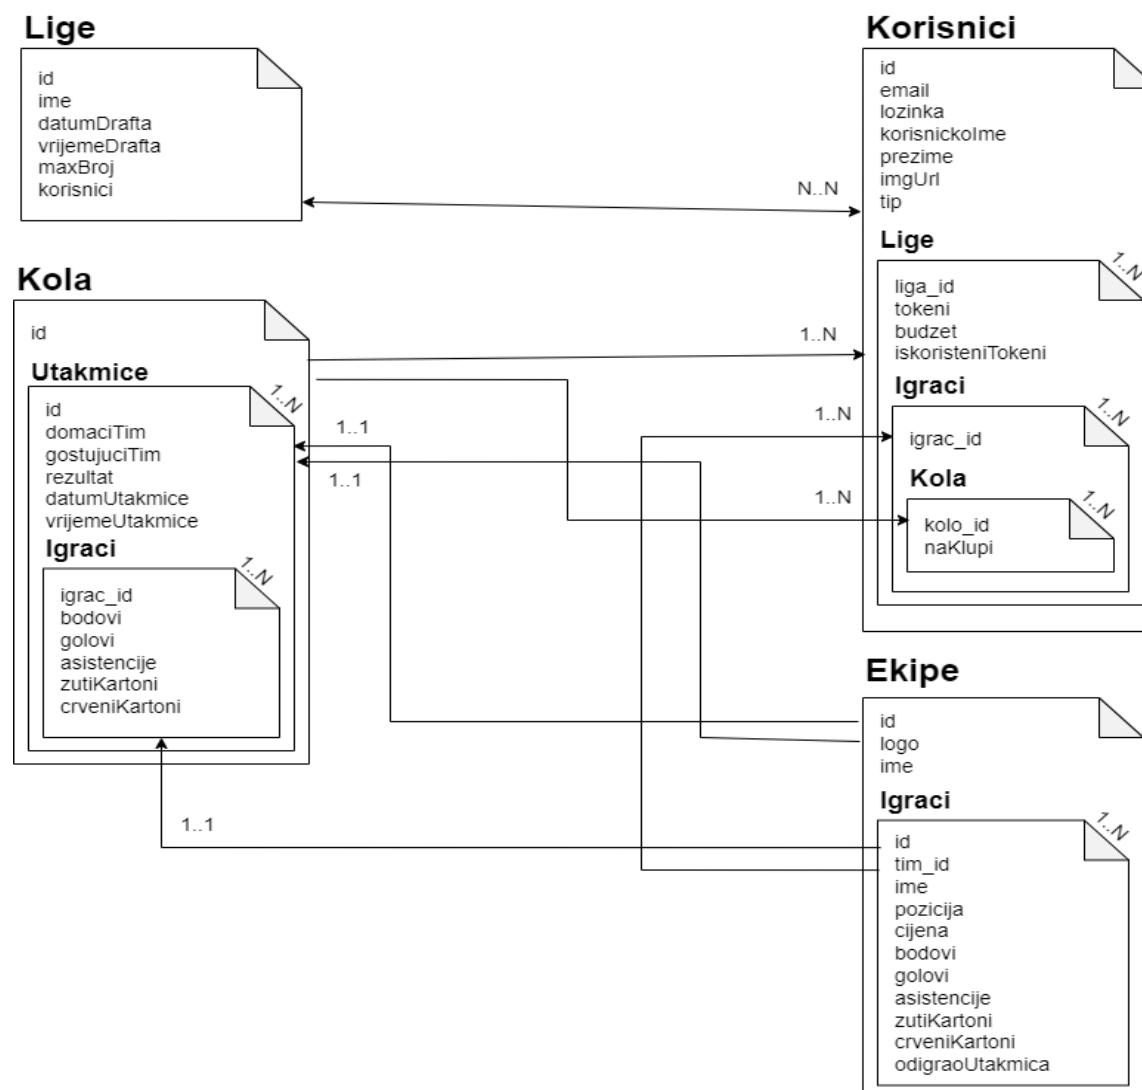 Lige
id
ime
datumDrafta
vrijemeDrafta
maxBroj
korisnici
N..N
Korisnici
id
email
lozinka
korisnickoIme
prezime
imgUrl
tip
Lige
1..N
liga_id
tokeni
budzet
iskoristeniTokeni
Igraci
1..N
igrac_id
Kola
1..N
kolo_id
naKlupi
Kola
id
Utakmice
1..N
id
domaciTim
gostujuciTim
rezultat
datumUtakmice
vrijemeUtakmice
Igraci
1..N
igrac_id
bodovi
golovi
asistencije
zutiKartoni
crveniKartoni
1..N
1..N
1..1
1..1
1..N
1..1
Ekipe
id
logo
ime
Igraci
1..N
id
tim_id
ime
pozicija
cijena
bodovi
golovi
asistencije
zutiKartoni
crveniKartoni
odigraoUtakmica